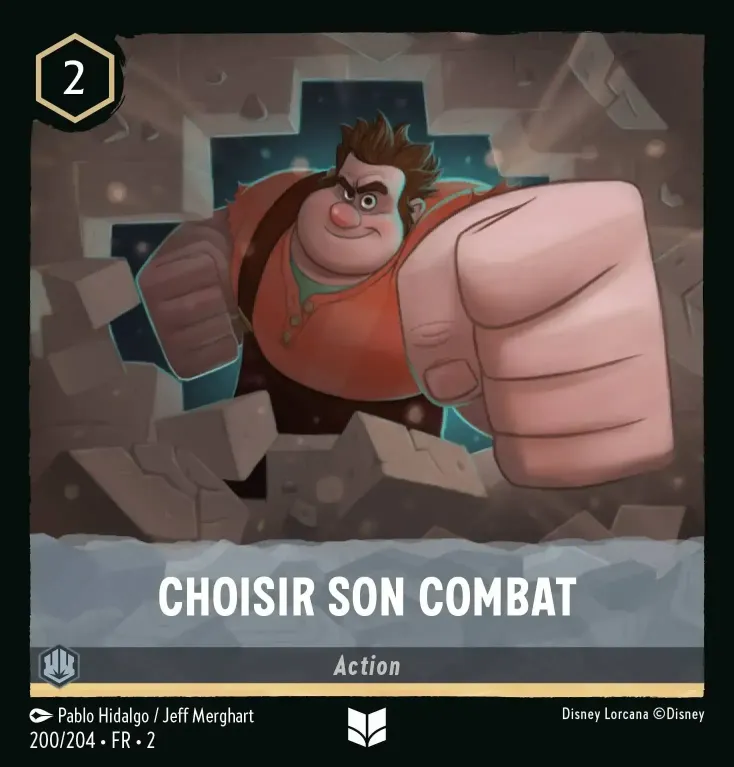 2
CHOISIR SON COMBAT
Action
Pablo Hidalgo / Jeff Merghart
Disney Lorcana ©Disney
200/204 • FR • 2